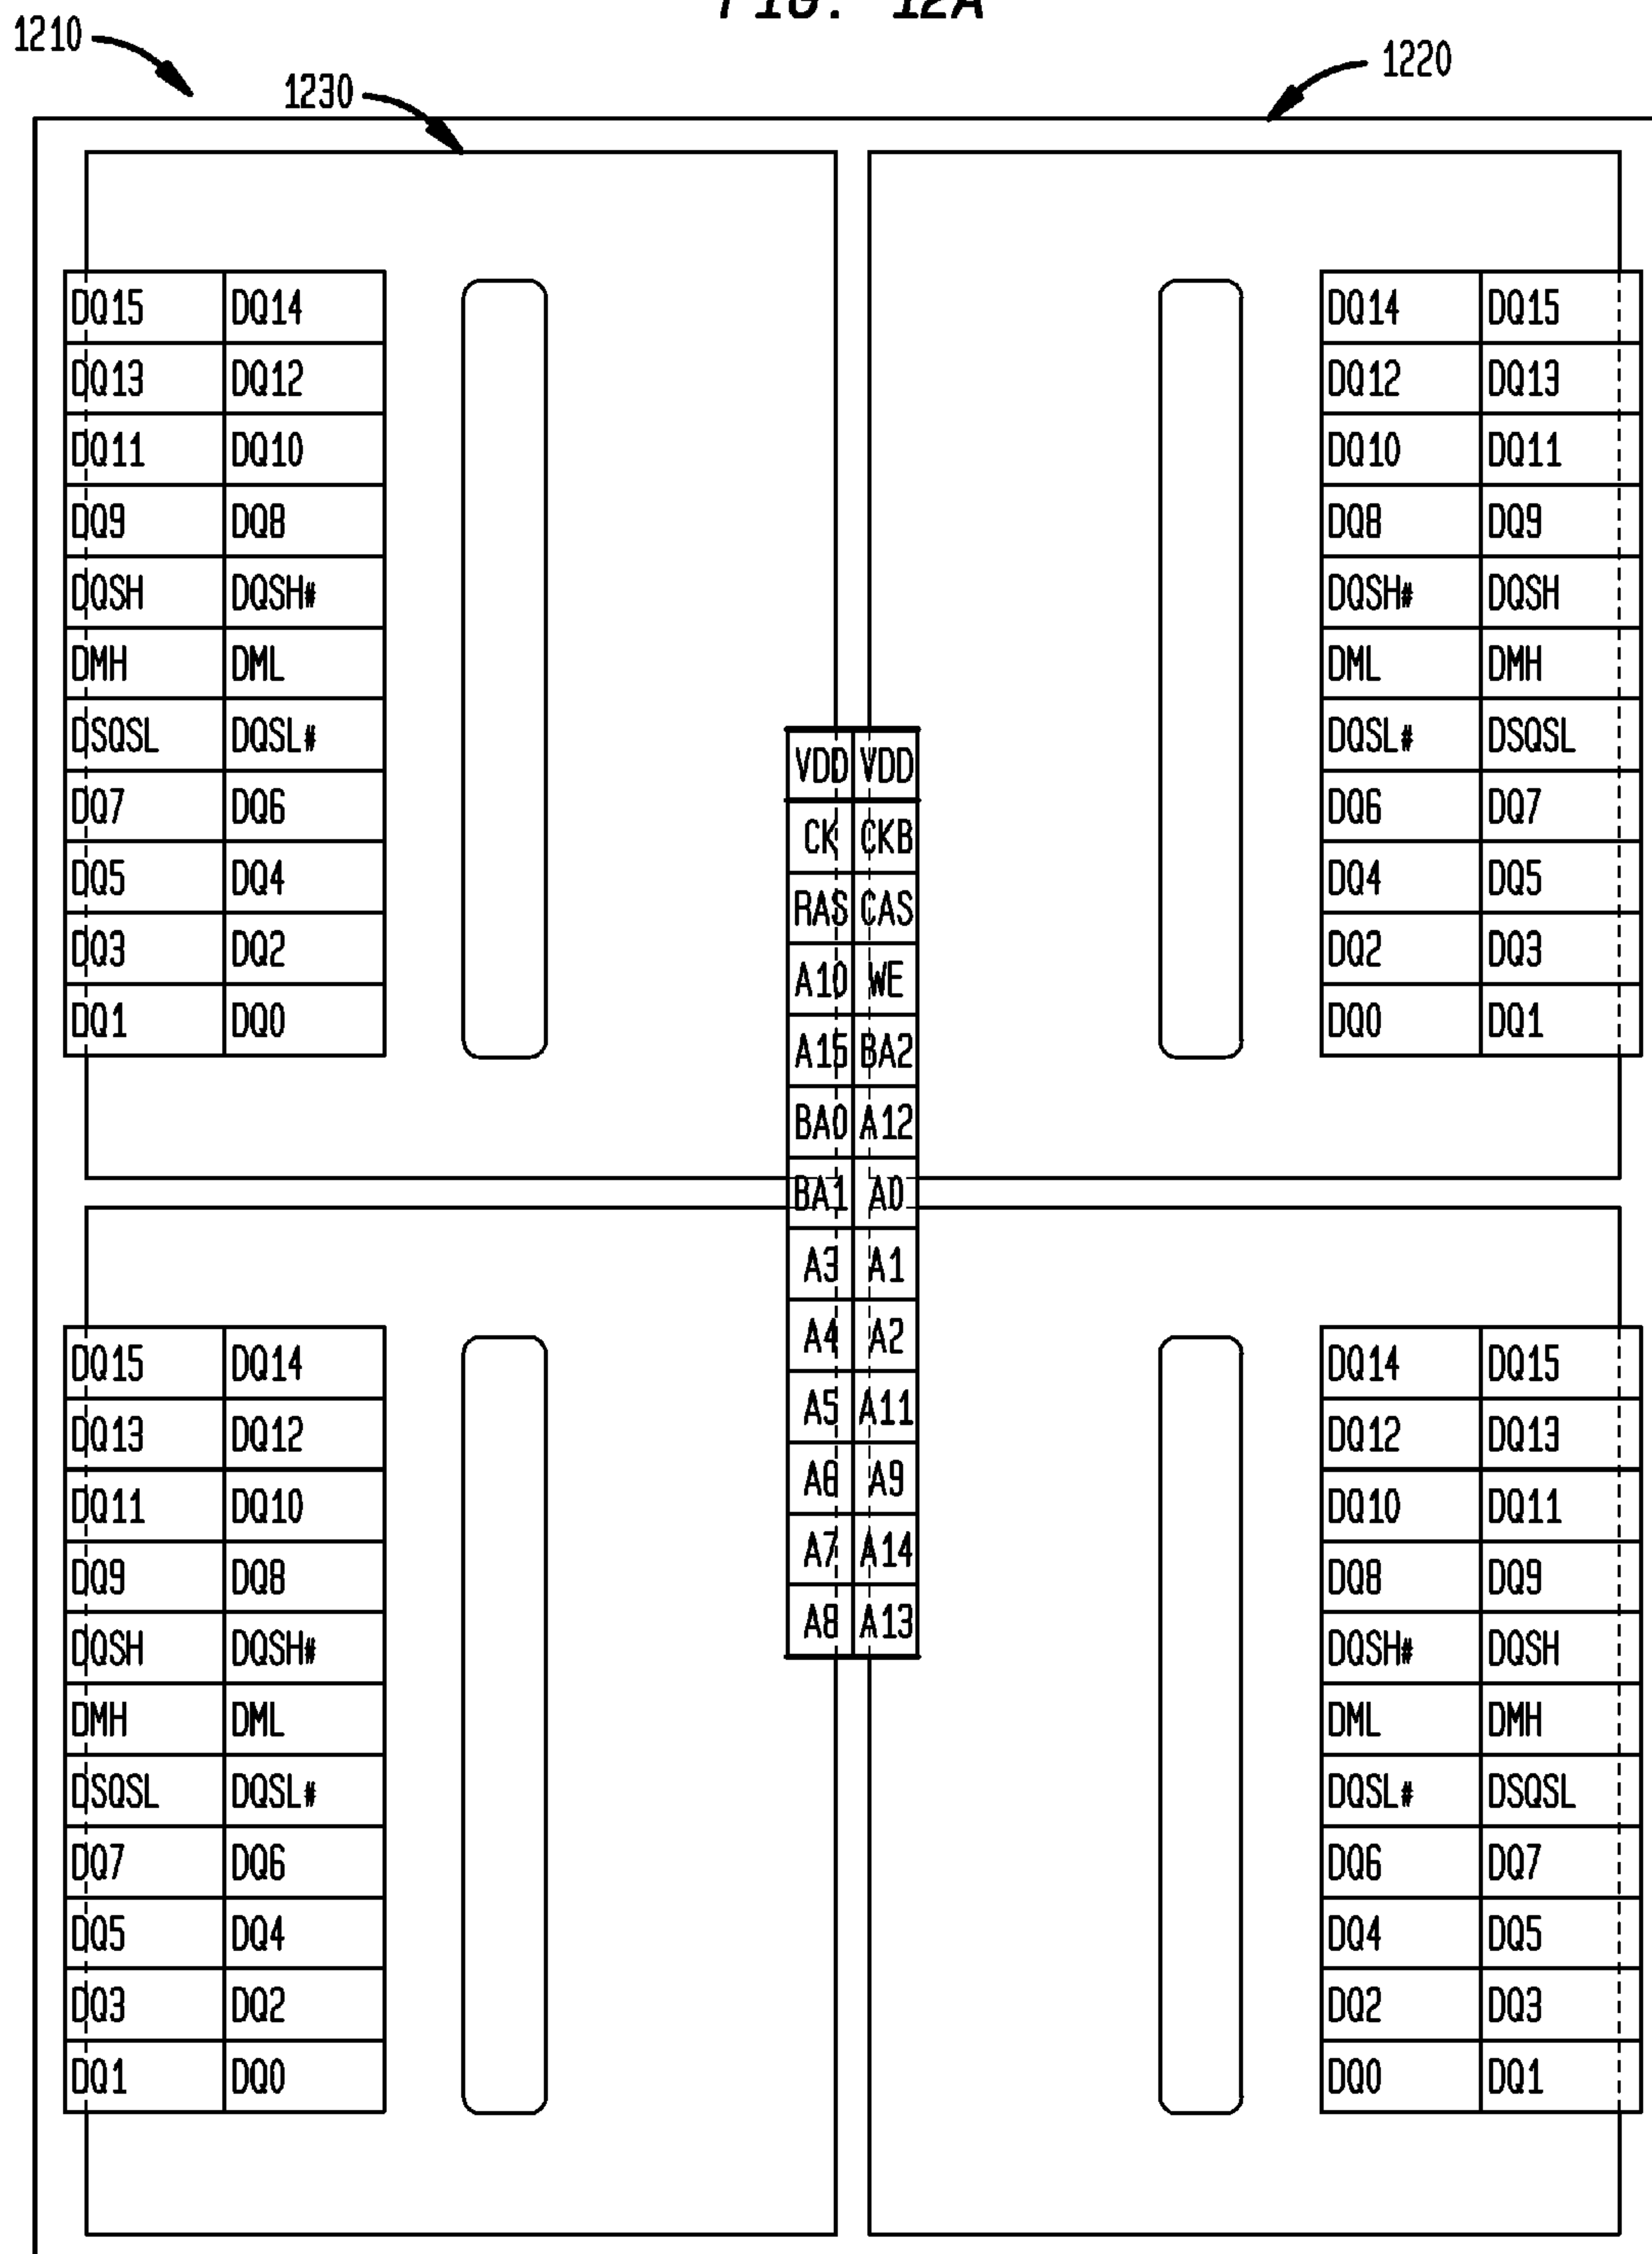 FIG. 12A
1210
1220
1230
DQ15 DQ14
DQ13 DQ12
DQ11 DQ10
DQ9 DQ8
DQSH DQSH#
DMH DML
DSQSL DQSL#
DQ7 DQ6
DQ5 DQ4
DQ3 DQ2
DQ1 DQ0
DQ14 DQ15
DQ12 DQ13
DQ10 DQ11
DQ8 DQ9
DQSH# DQSH
DML DMH
DQSL# DSQSL
DQ6 DQ7
DQ4 DQ5
DQ2 DQ3
DQ0 DQ1
VDD VDD
CK CKB
RAS CAS
A10 WE
A15 BA2
BA0 A12
BA1 A0
A3 A1
A4 A2
A5 A11
A6 A9
A7 A14
A8 A13
DQ15 DQ14
DQ13 DQ12
DQ11 DQ10
DQ9 DQ8
DQSH DQSH#
DMH DML
DSQSL DQSL#
DQ7 DQ6
DQ5 DQ4
DQ3 DQ2
DQ1 DQ0
DQ14 DQ15
DQ12 DQ13
DQ10 DQ11
DQ8 DQ9
DQSH# DQSH
DML DMH
DQSL# DSQSL
DQ6 DQ7
DQ4 DQ5
DQ2 DQ3
DQ0 DQ1